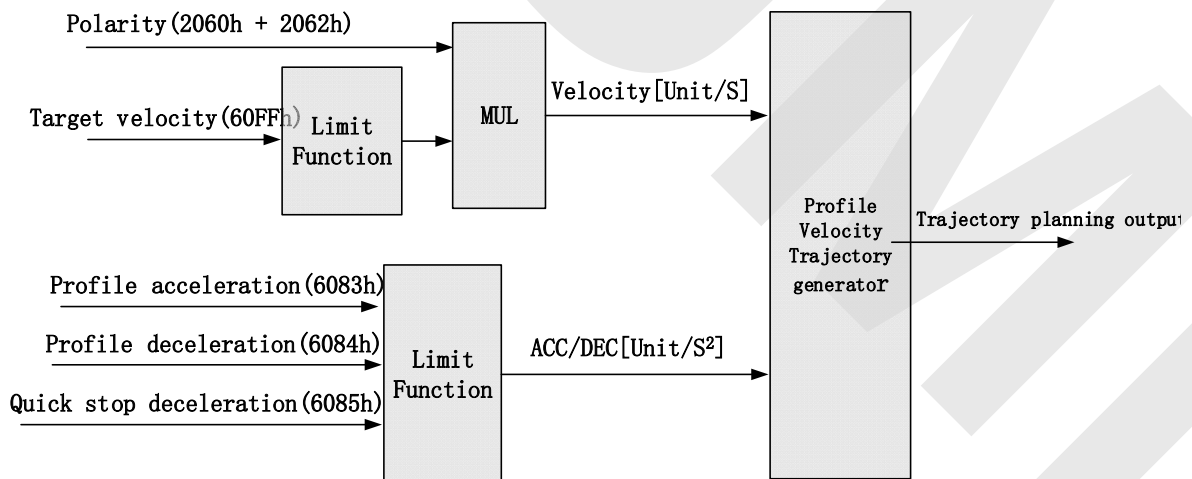 Polarity(2060h + 2062h)
Target velocity(60FFh)
Limit
Function
MUL
Velocity[Unit/S]
Profile
Velocity
Trajectory
generator
Trajectory planning output
Profile acceleration(6083h)
Profile deceleration(6084h)
Quick stop deceleration(6085h)
Limit
Function
ACC/DEC[Unit/S²]